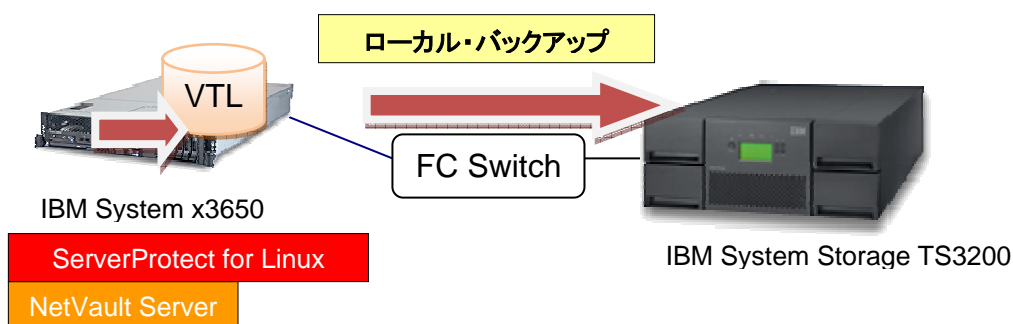 ローカル・バックアップ
VTL
FC Switch
IBM System x3650
IBM System Storage TS3200
ServerProtect for Linux
NetVault Server